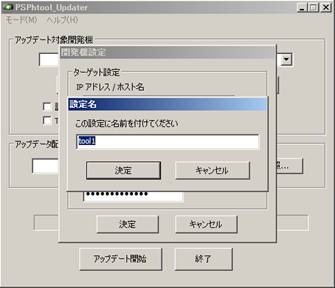 PSPhtool_Updater
モード(M) ヘルプ(H)
アップデート対象開発機
開発機設定
ターゲット設定
IP アドレス / ホスト名
設定名
この設定に名前を付けてください
tool1
決定 キャンセル
アップデータ配
決定 キャンセル
アップデート開始 終了